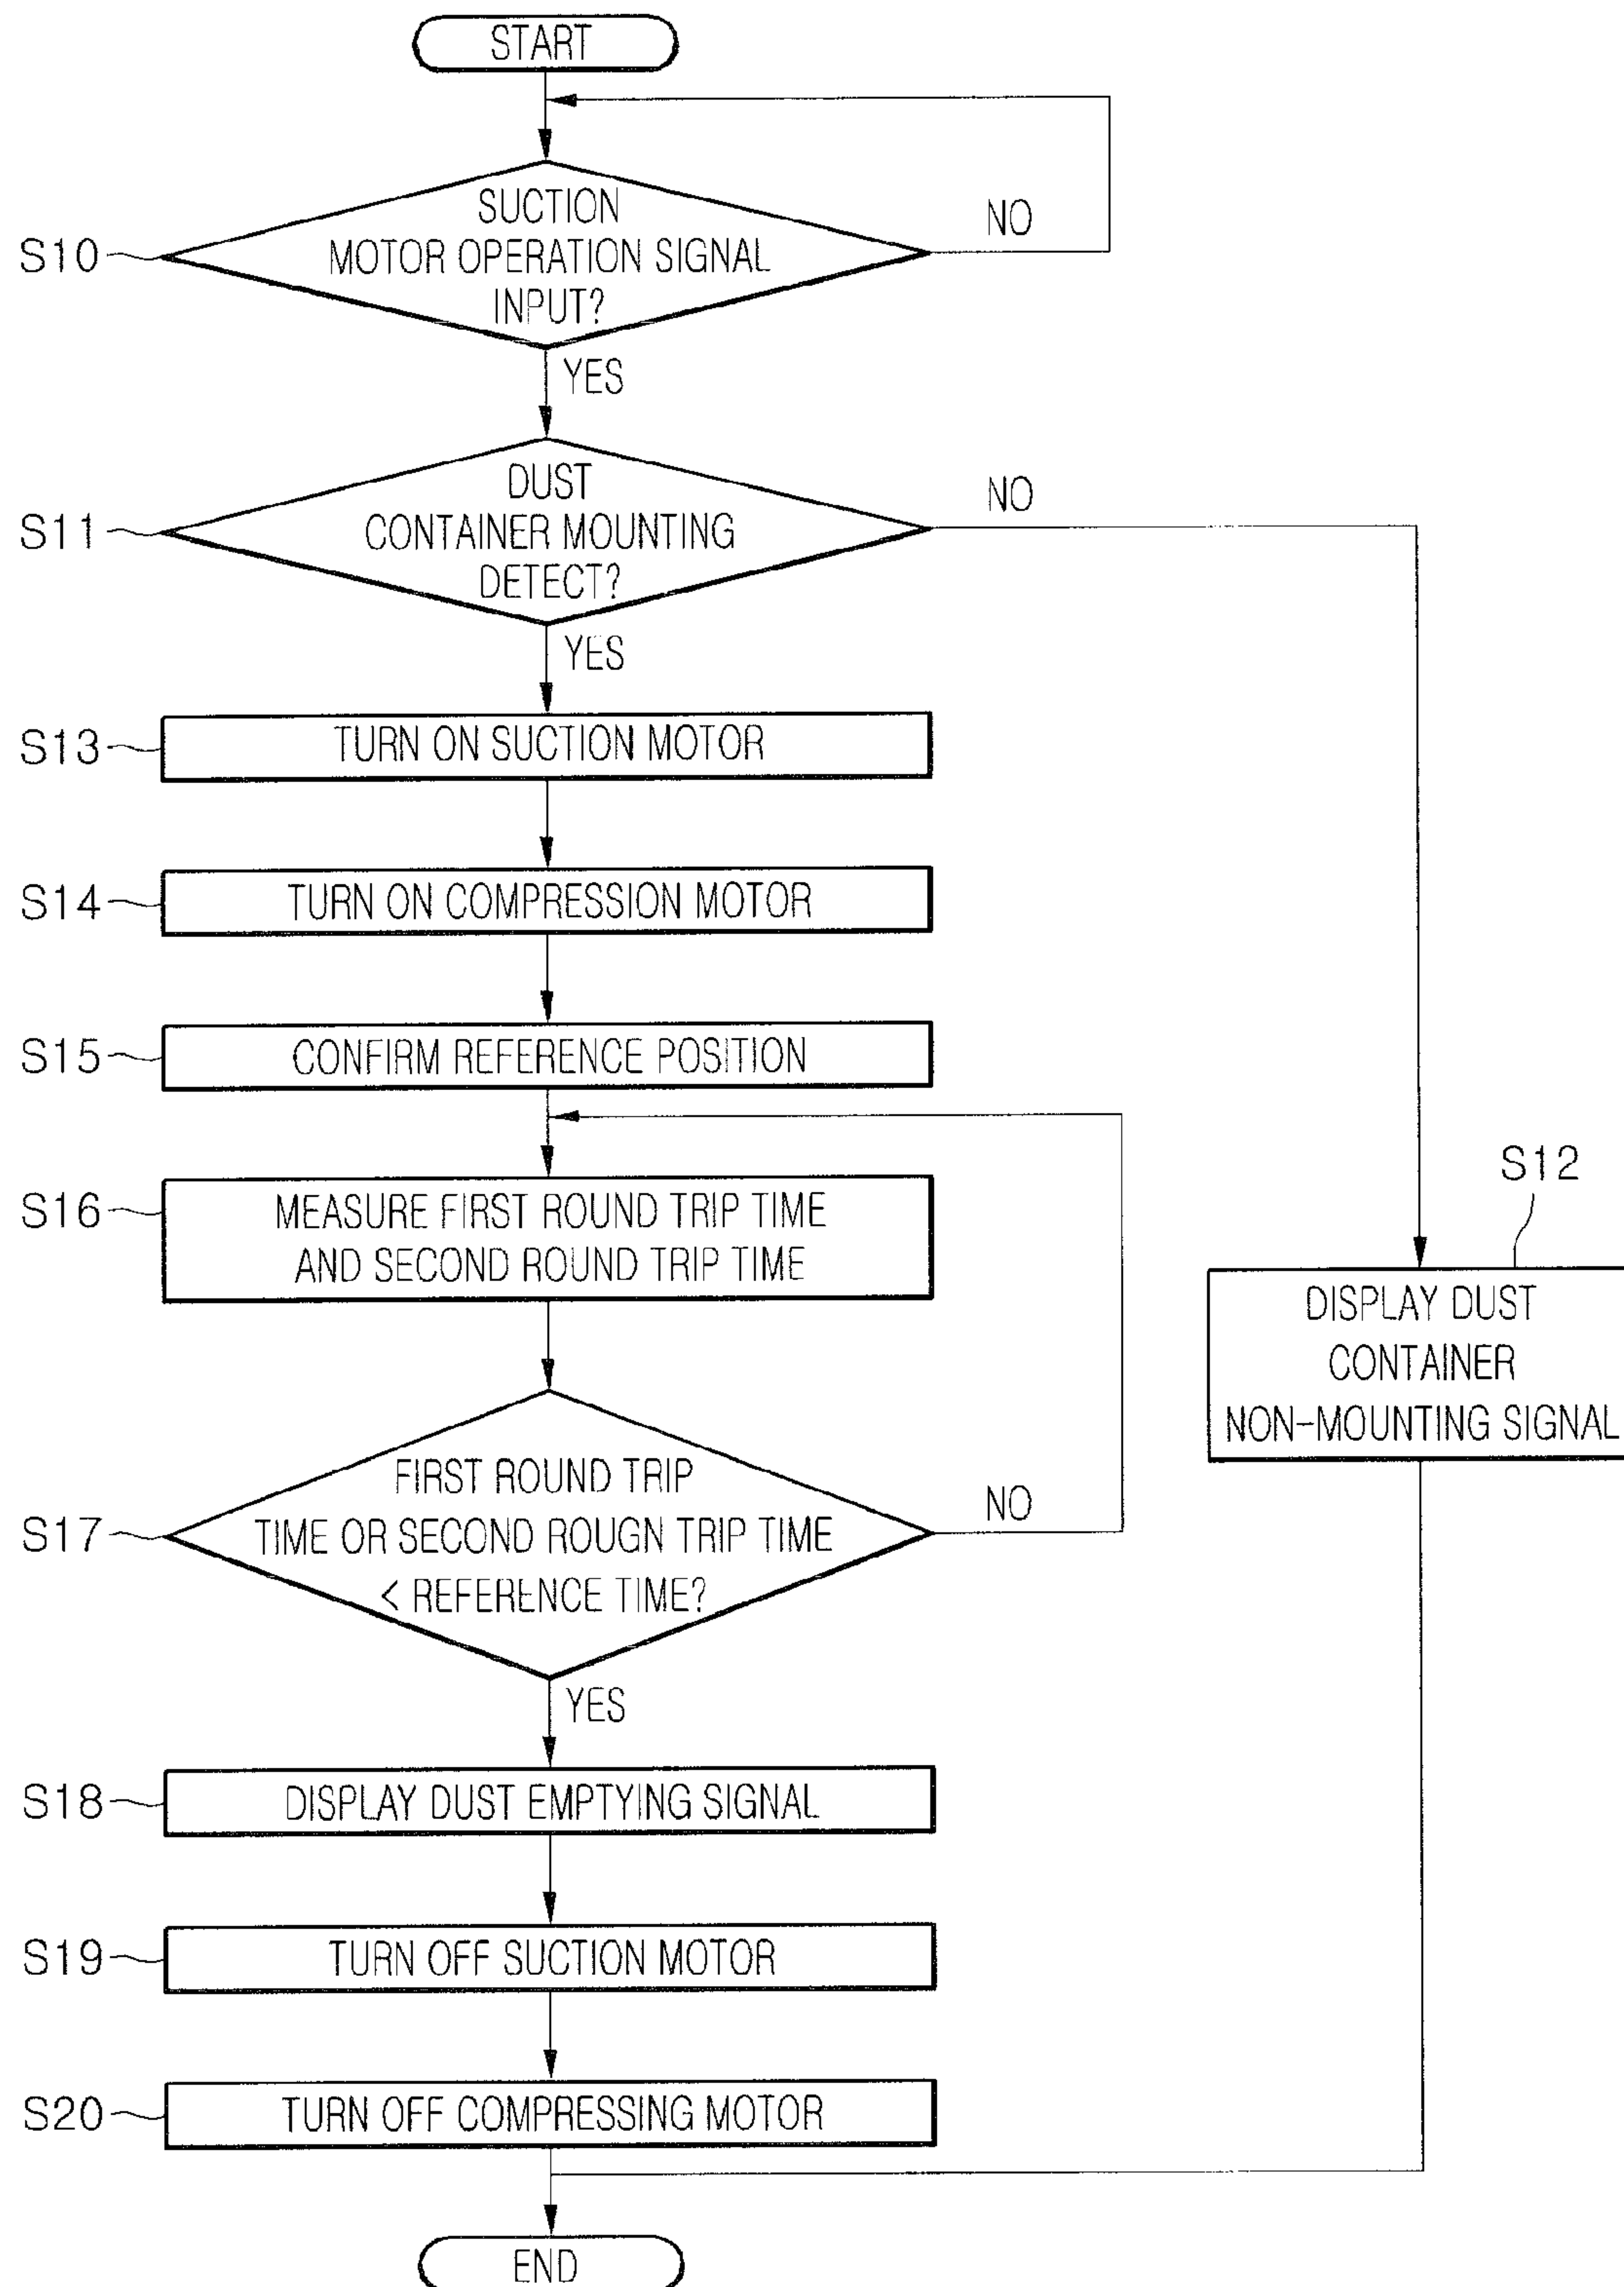 START
SUCTION
MOTOR OPERATION SIGNAL
INPUT?
NO
S10
YES
DUST
CONTAINER MOUNTING
DETECT?
NO
S11
YES
S13
TURN ON SUCTION MOTOR
S14
TURN ON COMPRESSION MOTOR
S15
CONFIRM REFERENCE POSITION
S16
MEASURE FIRST ROUND TRIP TIME
AND SECOND ROUND TRIP TIME
S12
DISPLAY DUST
CONTAINER
NON-MOUNTING SIGNAL
S17
FIRST ROUND TRIP
TIME OR SECOND ROUGN TRIP TIME
< REFERENCE TIME?
NO
YES
S18
DISPLAY DUST EMPTYING SIGNAL
S19
TURN OFF SUCTION MOTOR
S20
TURN OFF COMPRESSING MOTOR
END